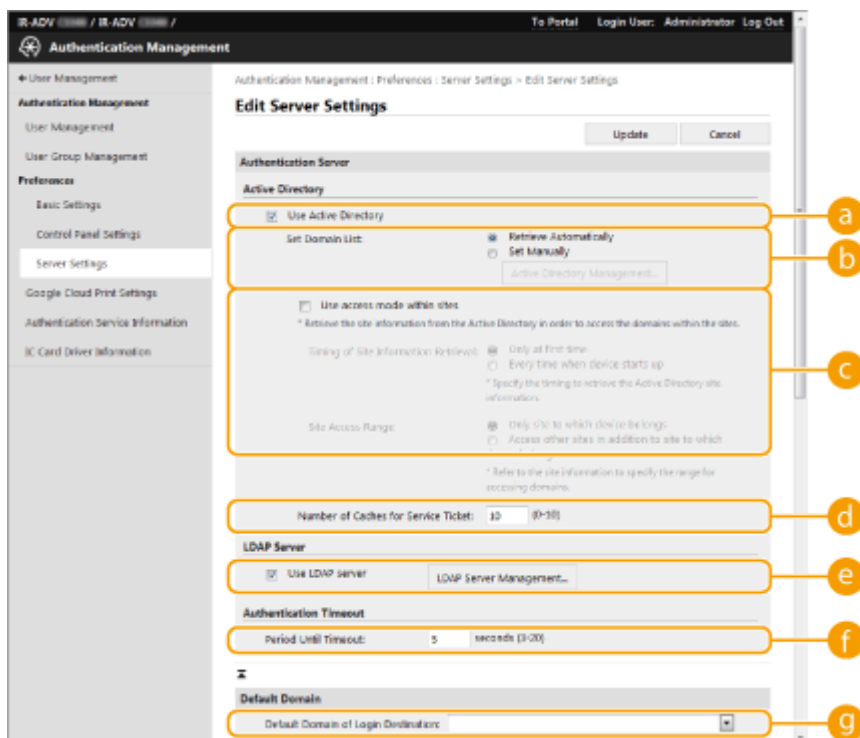 IR-ADV / IR-ADV /
To Portal Login User: Administrator Log Out
Authentication Management
User Management
Authentication Management
User Management
User Group Management
Preferences
Basic Settings
Control Panel Settings
Server Settings
Google Cloud Print Settings
Authentication Service Information
IC Card Driver Information
Authentication Management : Preferences : Server Settings > Edit Server Settings
Edit Server Settings
Update Cancel
Authentication Server
Active Directory
Use Active Directory
a
Set Domain List: Retrieve Automatically
Set Manually
Active Directory Management...
b
Use access mode within sites
* Retrieve the site information from the Active Directory in order to access the domains within the sites.
Timing of Site Information Retrieval: Only at first time
Every time when device starts up
* Specify the timing to retrieve the Active Directory site
information.
c
Site Access Range: Only site to which device belongs
Access other sites in addition to site to which
* Refer to the site information to specify the range for
accessing domains.
Number of Caches for Service Ticket: 10 (0-30)
d
LDAP Server
Use LDAP server LDAP Server Management...
e
Authentication Timeout
Period Until Timeout: 5 seconds (3-20)
f
Default Domain
Default Domain of Login Destination:
g